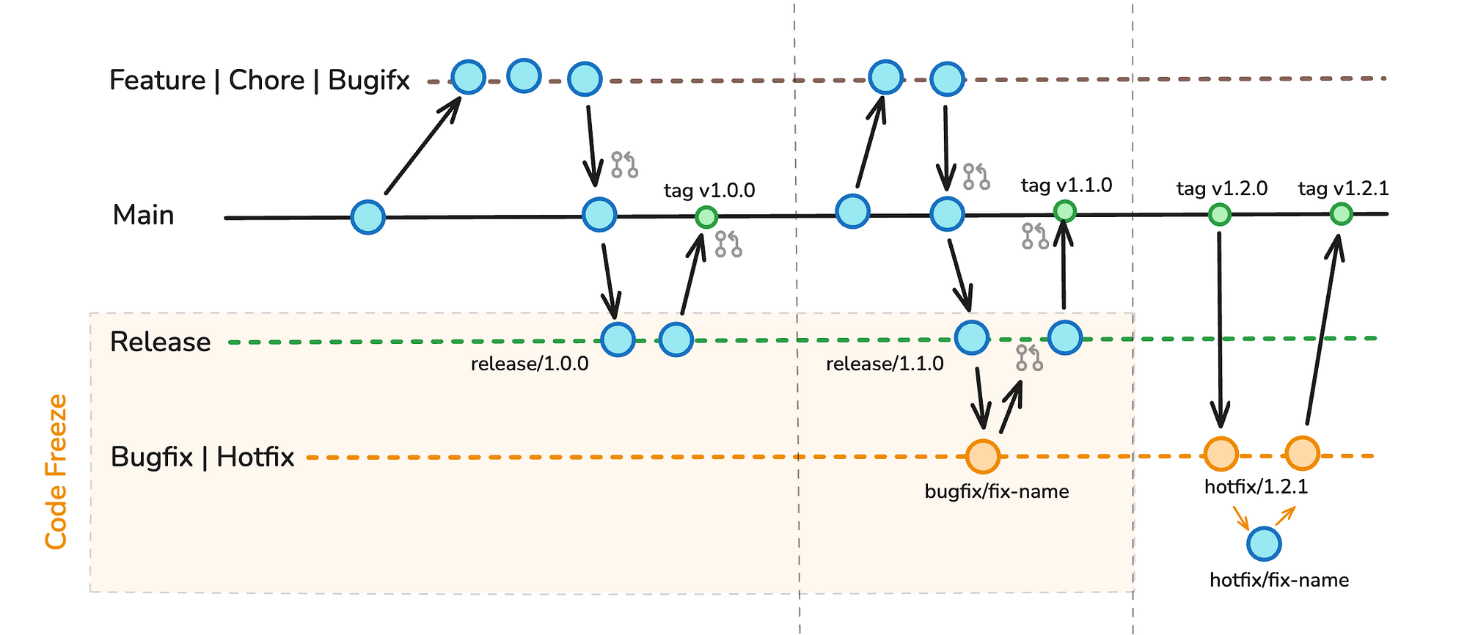 Feature | Chore | Bugifx
Main
tag v1.0.0
tag v1.1.0
tag v1.2.0
tag v1.2.1
Release
release/1.0.0
release/1.1.0
Code Freeze
Bugfix | Hotfix
bugfix/fix-name
hotfix/1.2.1
hotfix/fix-name